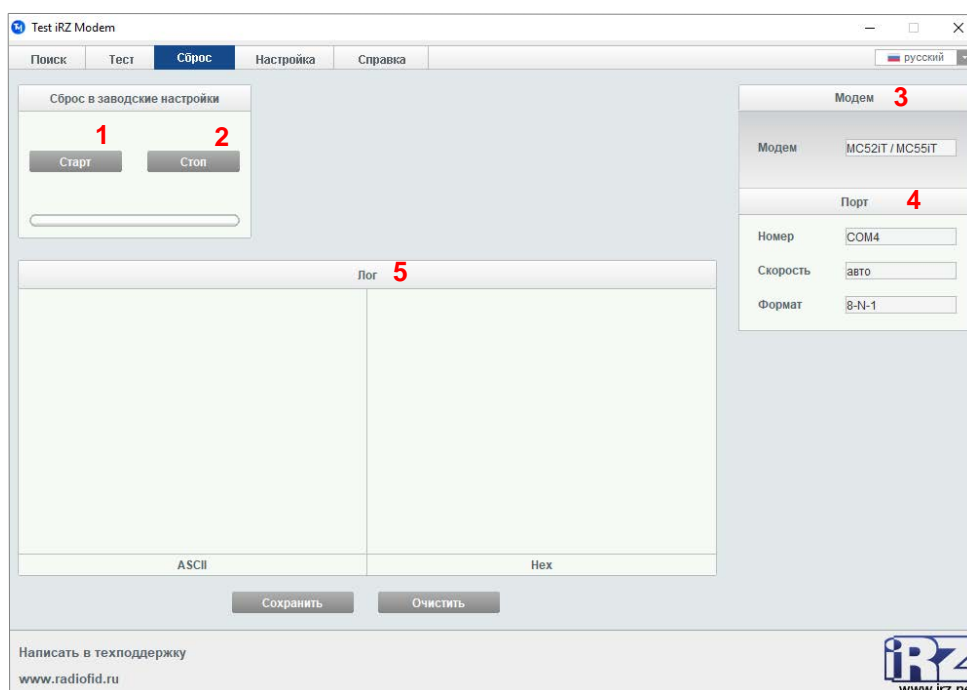 Test iRZ Modem
Поиск Тест Сброс Настройка Справка русский
Сброс в заводские настройки
1 2
Старт Стоп
Модем 3
Модем MC52iT / MC55iT
Порт 4
Номер COM4
Скорость авто
Формат 8-N-1
Лог 5
ASCII Hex
Сохранить Очистить
Написать в техподдержку
www.radiofid.ru
iRZ